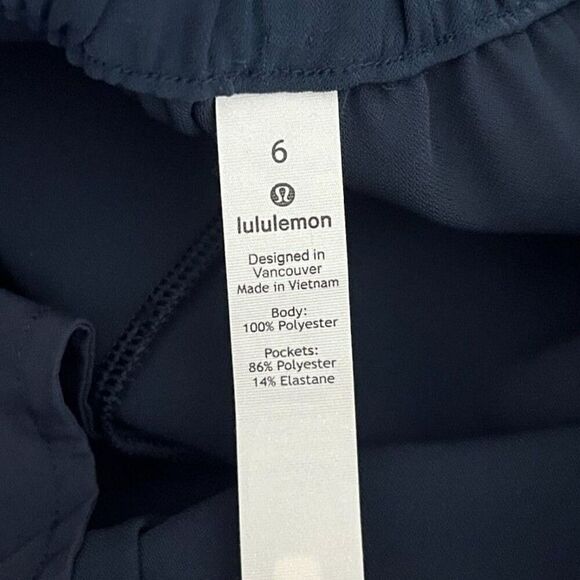 6
lululemon
Designed in
Vancouver
Made in Vietnam
Body:
100% Polyester
Pockets:
86% Polyester
14% Elastane